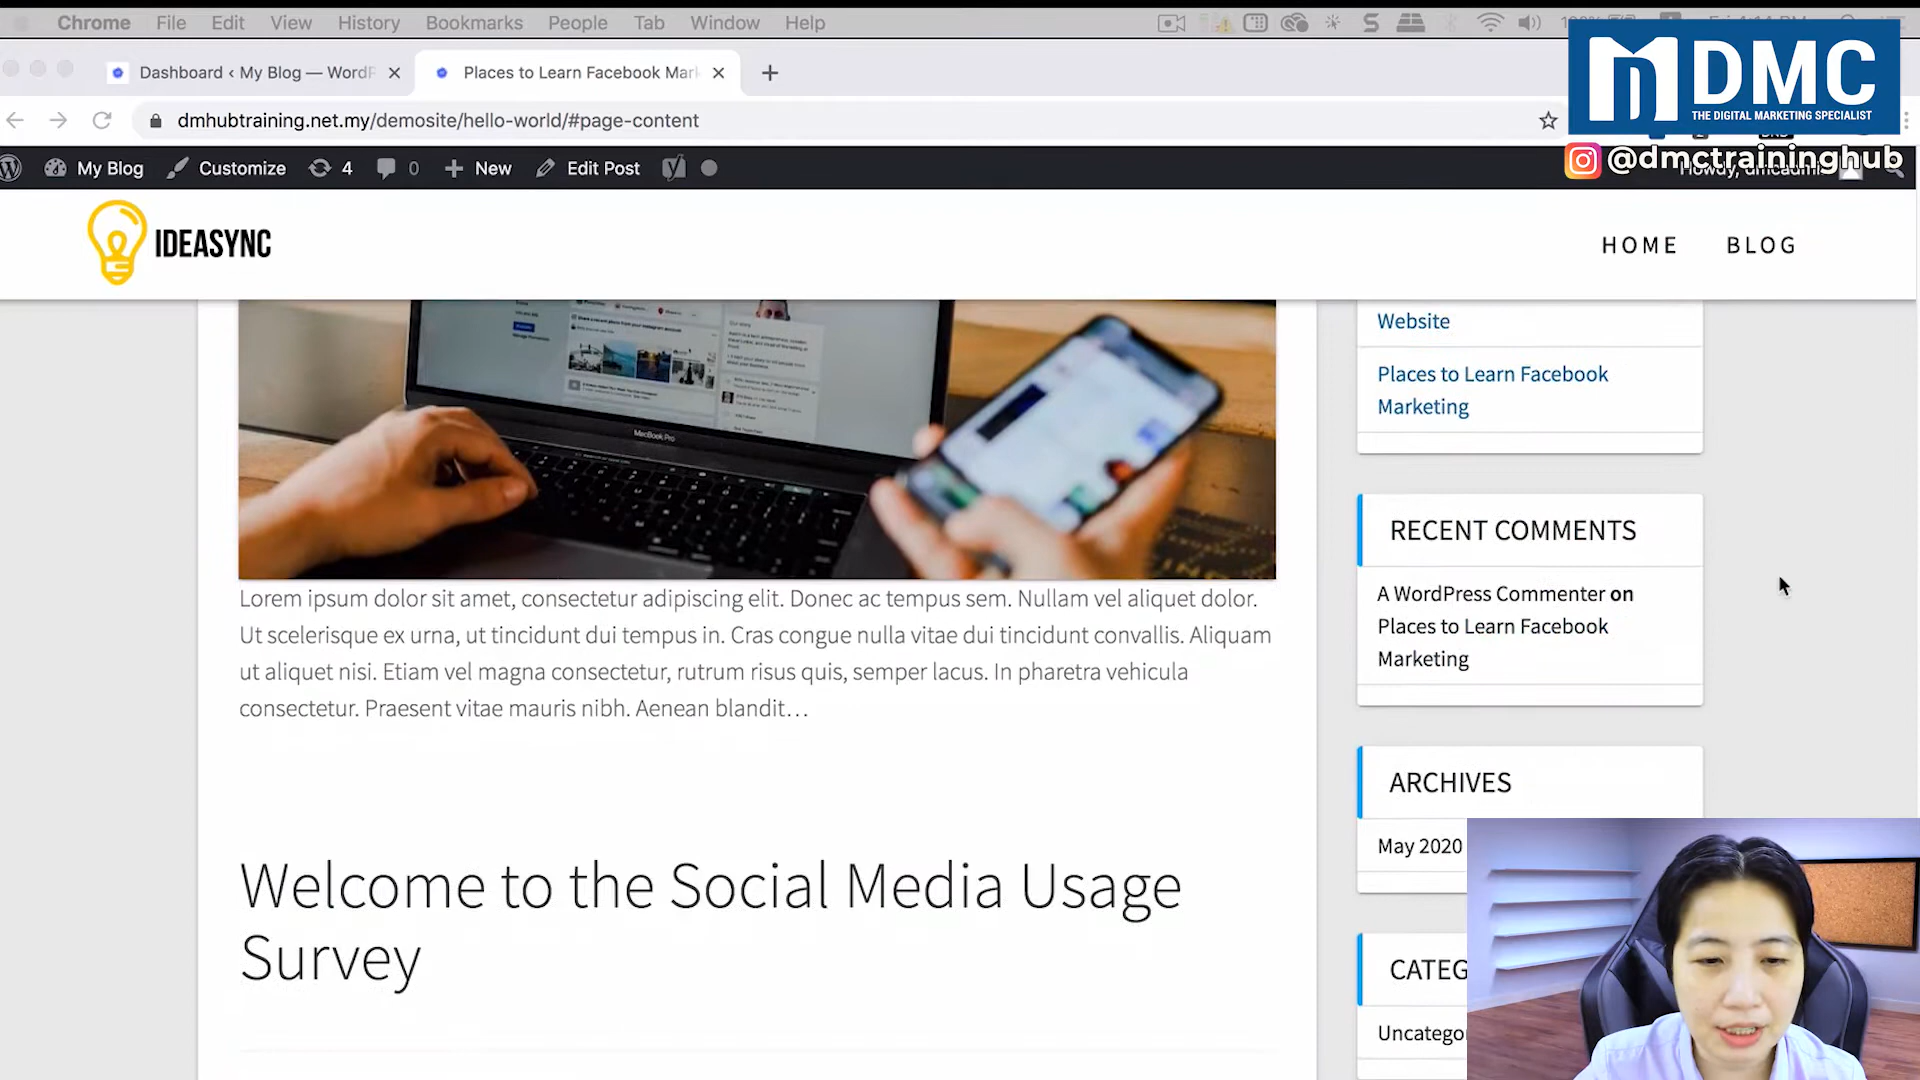 Chrome File Edit View History Bookmarks People Tab Window Help
Dashboard ‹ My Blog — WordP
Places to Learn Facebook Mar
dmhubtraining.net.my/demosite/hello-world/#page-content
DMC
THE DIGITAL MARKETING SPECIALIST
@dmctraininghub
My Blog Customize 4 0 New Edit Post
IDEASYNC
HOME BLOG
Website
Places to Learn Facebook
Marketing
MacBook Pro
RECENT COMMENTS
A WordPress Commenter on
Places to Learn Facebook
Marketing
Lorem ipsum dolor sit amet, consectetur adipiscing elit. Donec ac tempus sem. Nullam vel aliquet dolor.
Ut scelerisque ex urna, ut tincidunt dui tempus in. Cras congue nulla vitae dui tincidunt convallis. Aliquam
ut aliquet nisi. Etiam vel magna consectetur, rutrum risus quis, semper lacus. In pharetra vehicula
consectetur. Praesent vitae mauris nibh. Aenean blandit…
ARCHIVES
May 2020
Welcome to the Social Media Usage
Survey
CATEG
Uncatego